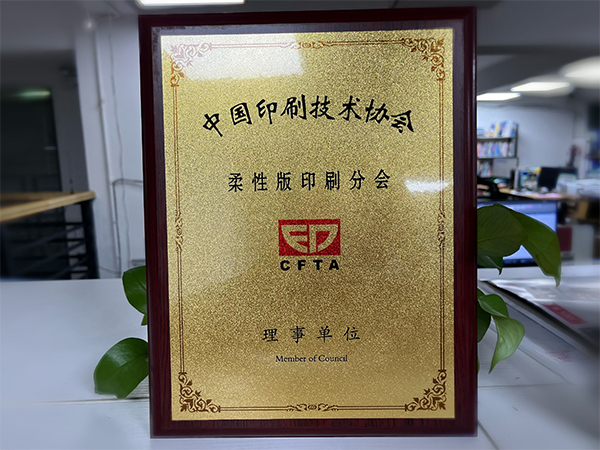 中国印刷技术协会
柔性版印刷分会
CFTA
理事单位
Member of Council